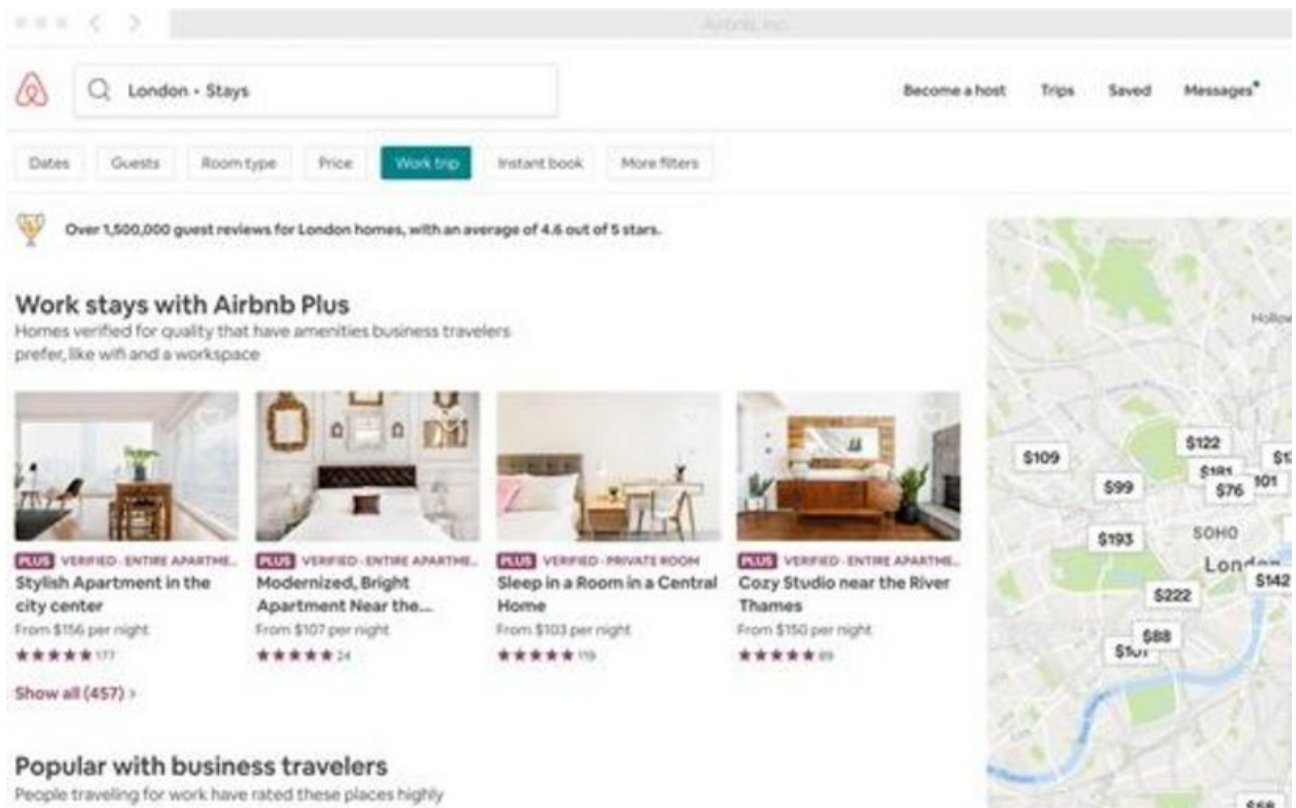 Airbnb, Inc.
London · Stays
Become a host Trips Saved Messages
Dates Guests Room type Price Work trip Instant book More filters
Over 1,500,000 guest reviews for London homes, with an average of 4.6 out of 5 stars.
Work stays with Airbnb Plus
Homes verified for quality that have amenities business travelers
prefer, like wifi and a workspace
PLUS VERIFIED · ENTIRE APARTME...
Stylish Apartment in the
city center
From $156 per night
177
PLUS VERIFIED · ENTIRE APARTME...
Modernized, Bright
Apartment Near the...
From $107 per night
24
PLUS VERIFIED · PRIVATE ROOM
Sleep in a Room in a Central
Home
From $103 per night
119
PLUS VERIFIED · ENTIRE APARTME...
Cozy Studio near the River
Thames
From $150 per night
89
Show all (457) >
Popular with business travelers
People traveling for work have rated these places highly
$122
$109
$181
101
$99
$76
$193
SOHO
London
$142
$222
$88